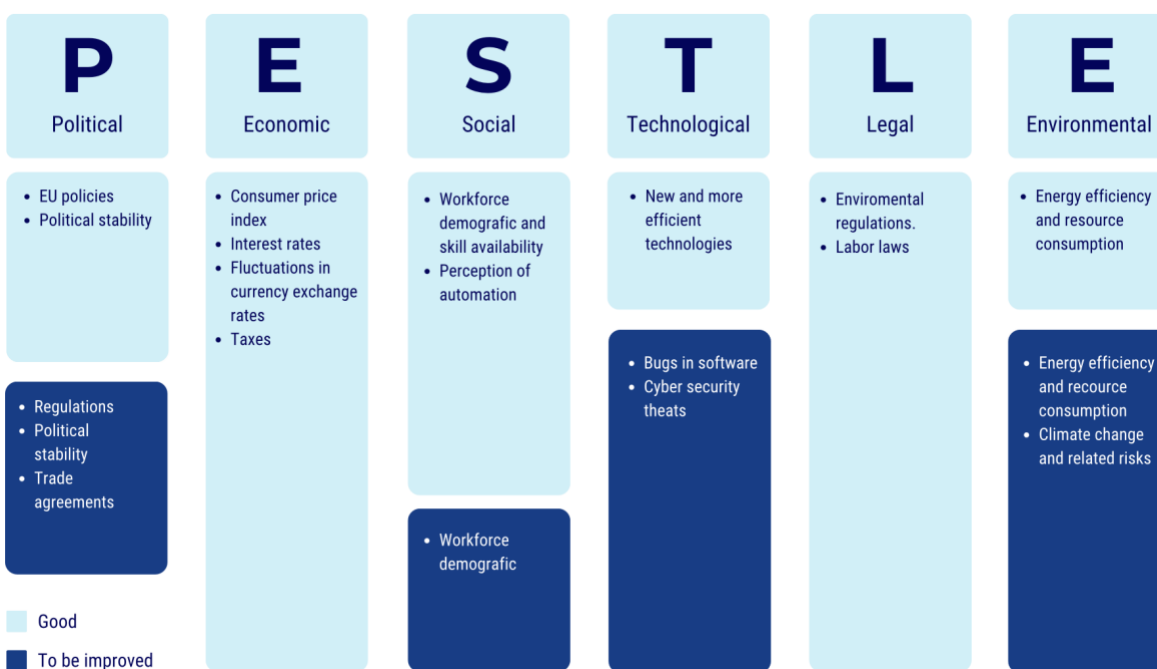 P
Political
• EU policies
• Political stability
• Regulations
• Political
stability
• Trade
agreements
E
Economic
• Consumer price
index
• Interest rates
• Fluctuations in
currency exchange
rates
• Taxes
S
Social
• Workforce
demografic and
skill availability
• Perception of
automation
• Workforce
demografic
T
Technological
• New and more
efficient
technologies
• Bugs in software
• Cyber security
theats
L
Legal
• Enviromental
regulations.
• Labor laws
E
Environmental
• Energy efficiency
and resource
consumption
• Energy efficiency
and recource
consumption
• Climate change
and related risks
Good
To be improved